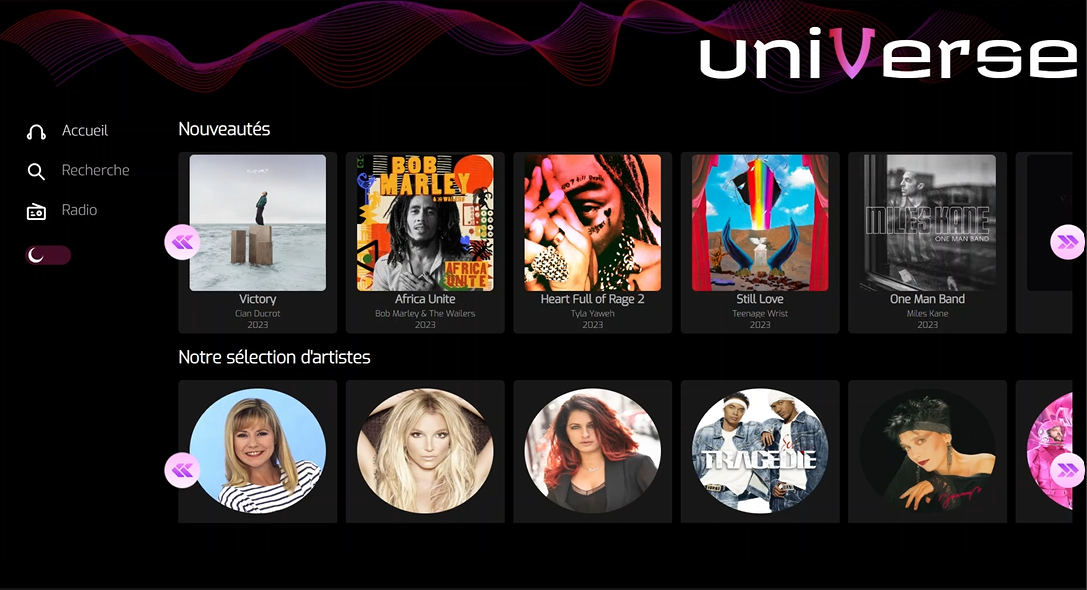 uniVerse
Accueil
Recherche
Radio
Nouveautés
BOB
MARLEY
& THE WAILERS
AFRICA
UNITE
MILES KANE
ONE MAN BAND
Victory
Cian Ducrot
2023
Africa Unite
Bob Marley & The Wailers
2023
Heart Full of Rage 2
Tyla Yaweh
2023
Still Love
Teenage Wrist
2023
One Man Band
Miles Kane
2023
Notre sélection d'artistes
TRAGEDIE